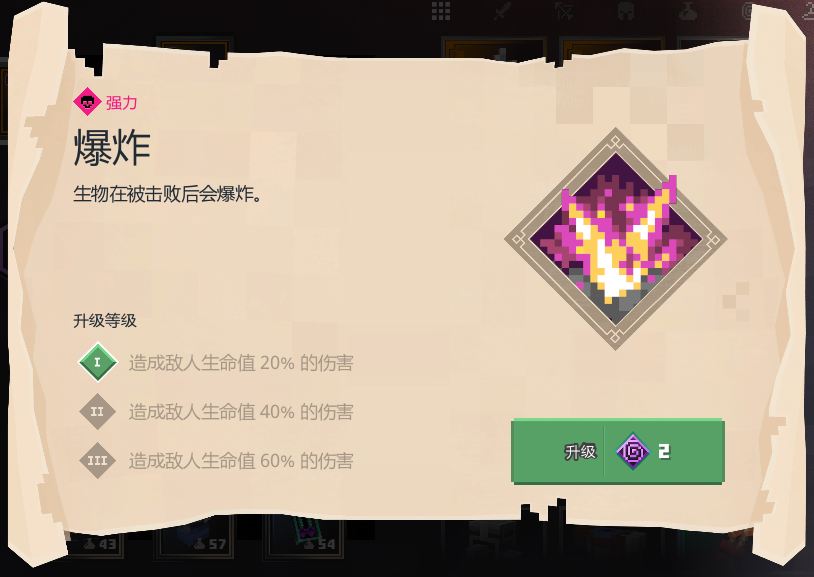 强力
爆炸
生物在被击败后会爆炸。
升级等级
I 造成敌人生命值 20% 的伤害
II 造成敌人生命值 40% 的伤害
III 造成敌人生命值 60% 的伤害
升级 2
43
57
54